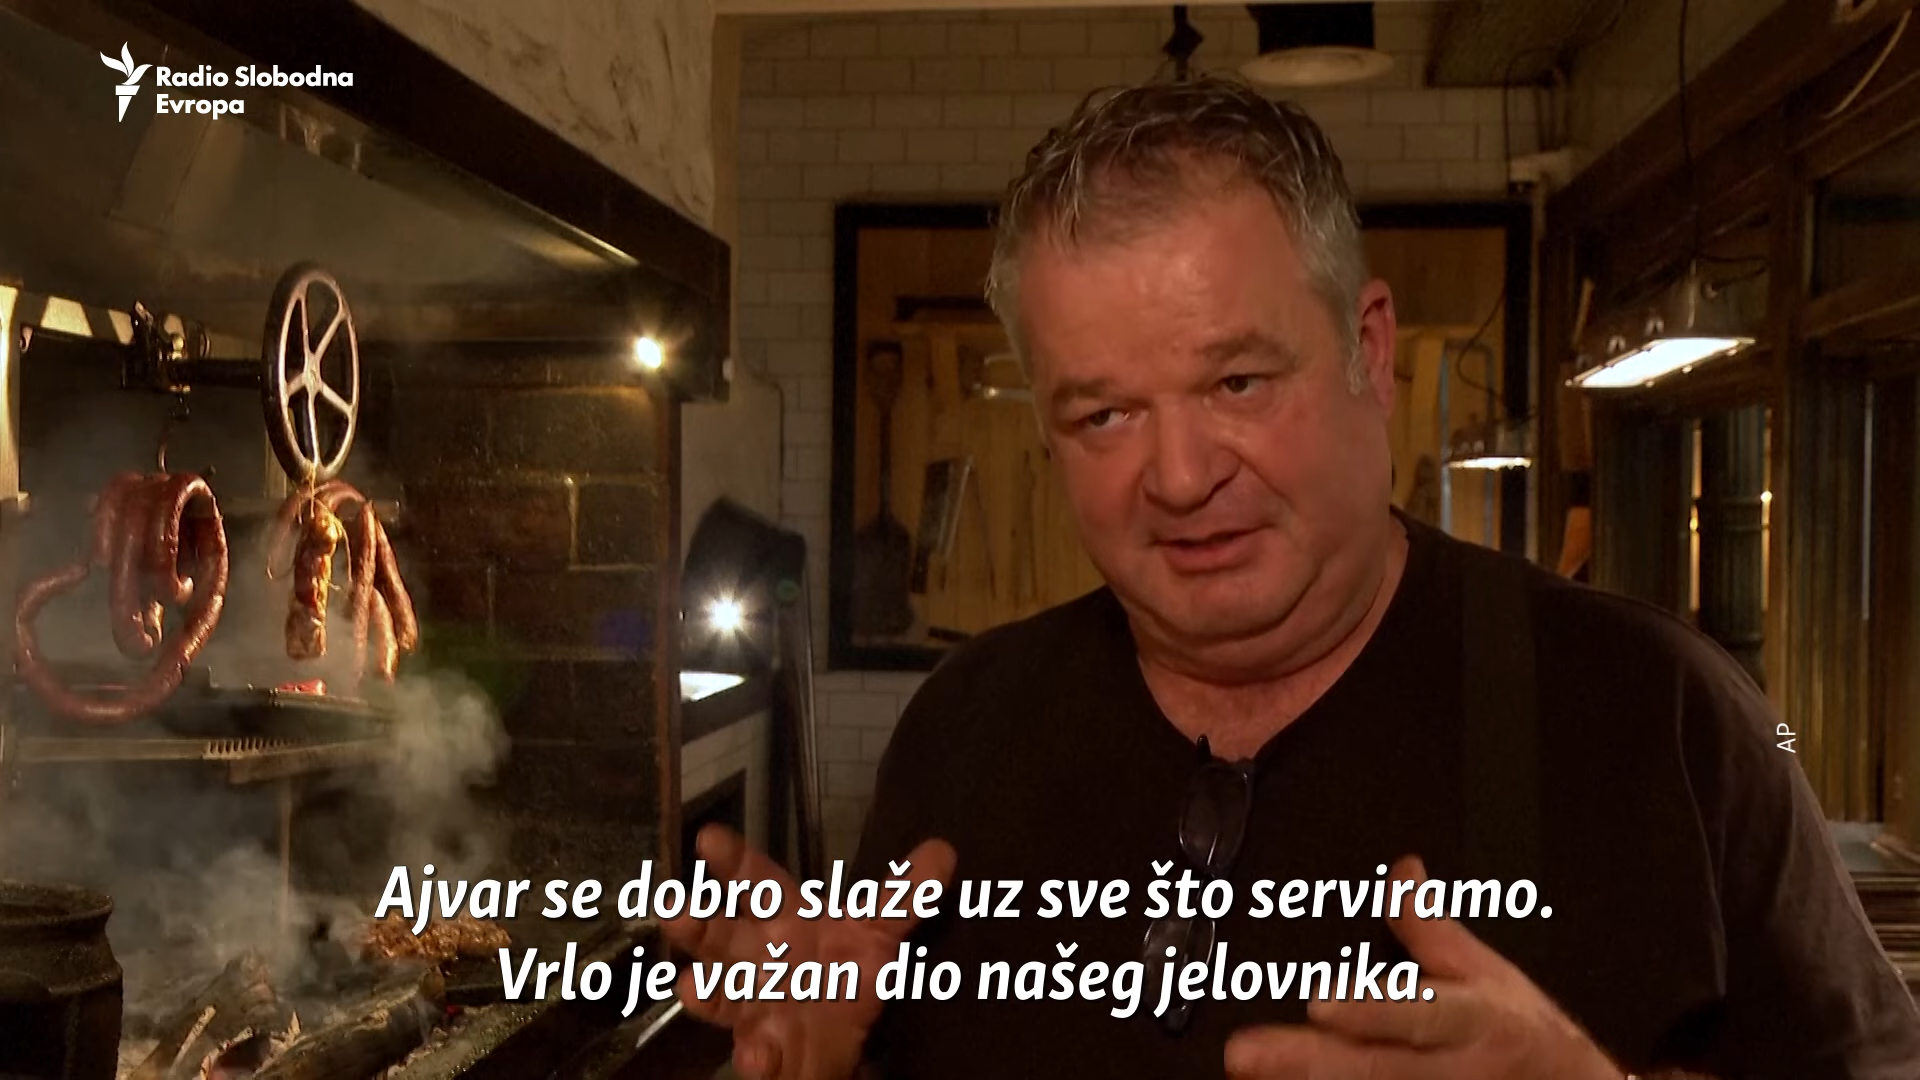 Radio Slobodna
Evropa
AP
Ajvar se dobro slaže uz sve što serviramo.
Vrlo je važan dio našeg jelovnika.